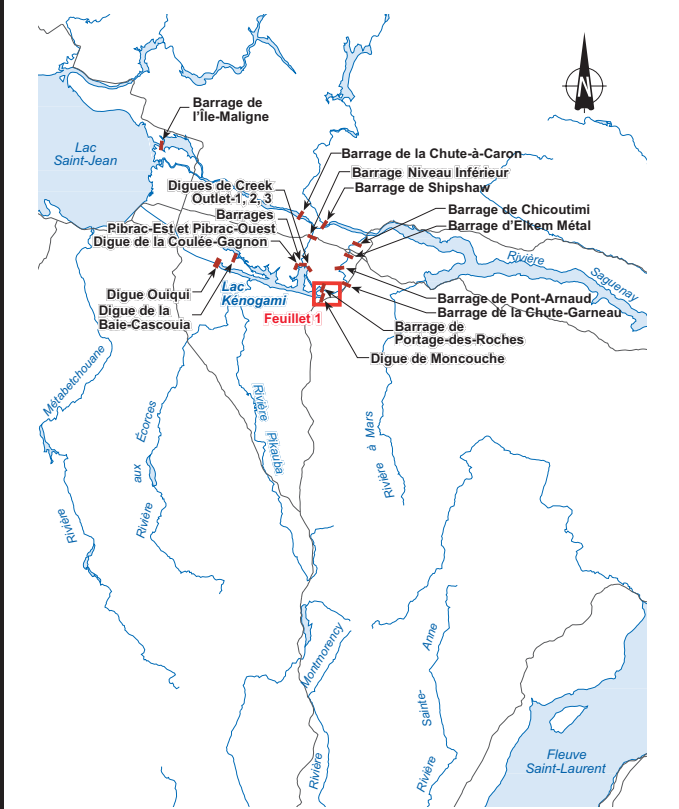 N
Barrage de
l'Île-Maligne
Lac
Saint-Jean
Barrage de la Chute-à-Caron
Barrage Niveau Inférieur
Barrage de Shipshaw
Digues de Creek
Outlet-1, 2, 3
Barrages
Pibrac-Est et Pibrac-Ouest
Digue de la Coulée-Gagnon
Barrage de Chicoutimi
Barrage d'Elkem Métal
Rivière
Saguenay
Digue Ouiqui
Digue de la
Baie-Cascouia
Lac
Kénogami
Feuillet 1
Barrage de Pont-Arnaud
Barrage de la Chute-Garneau
Barrage de
Portage-des-Roches
Digue de Moncouche
Métabetchouane
Rivière
Écorces
aux
Rivière
Rivière
Pikauba
Rivière à Mars
Montmorency
Rivière
Anne
Sainte-
Rivière
Fleuve
Saint-Laurent